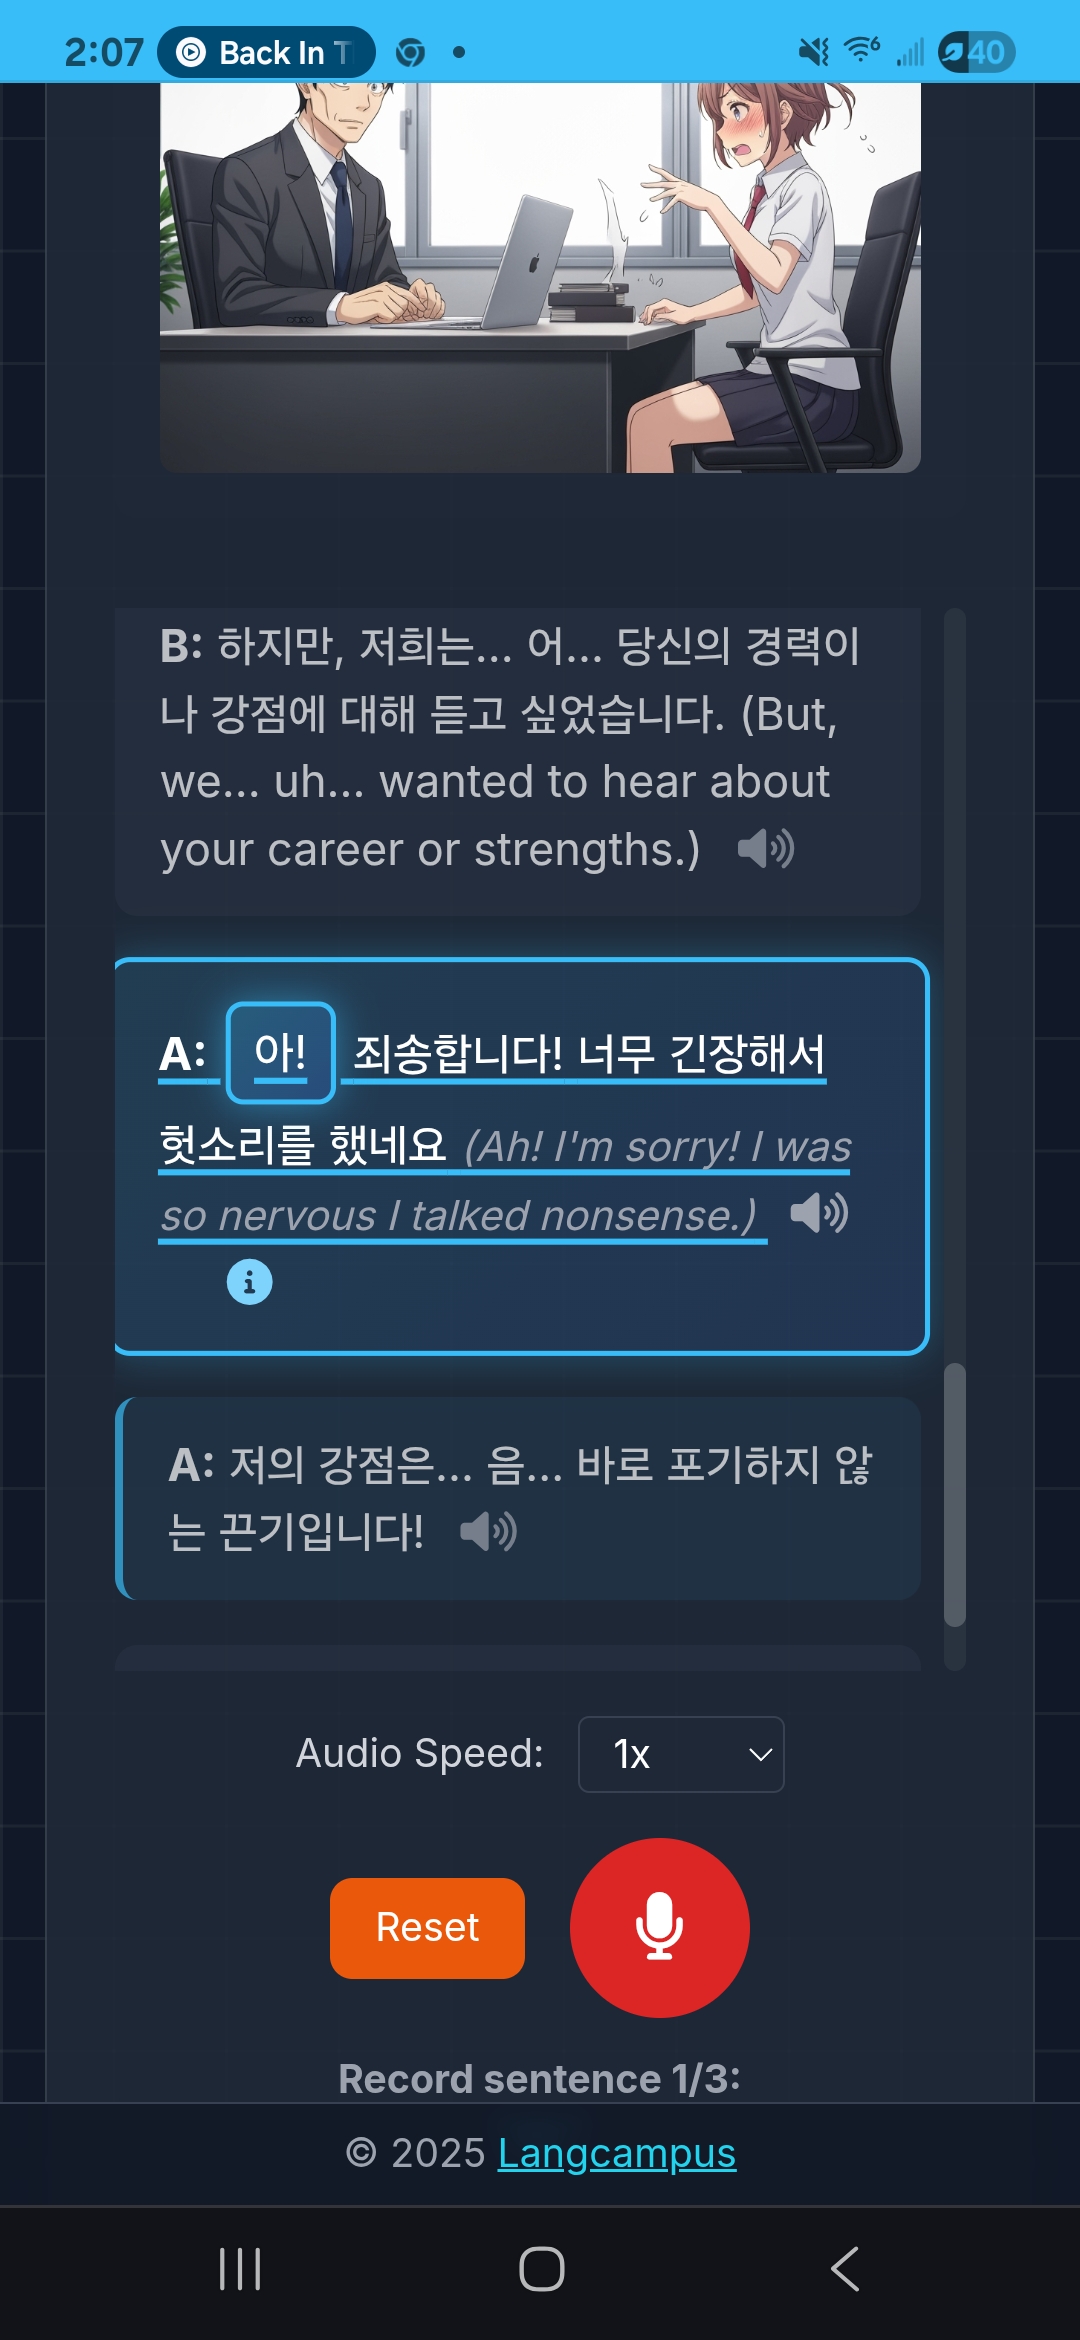 2:07 Back In T 6 40
B: 하지만, 저희는... 어... 당신의 경력이
나 강점에 대해 듣고 싶었습니다. (But,
we... uh... wanted to hear about
your career or strengths.)
A: 아! 죄송합니다! 너무 긴장해서
헛소리를 했네요 (Ah! I'm sorry! I was
so nervous I talked nonsense.)
A: 저의 강점은... 음... 바로 포기하지 않
는 끈기입니다!
Audio Speed: 1x
Reset
Record sentence 1/3:
© 2025 Langcampus